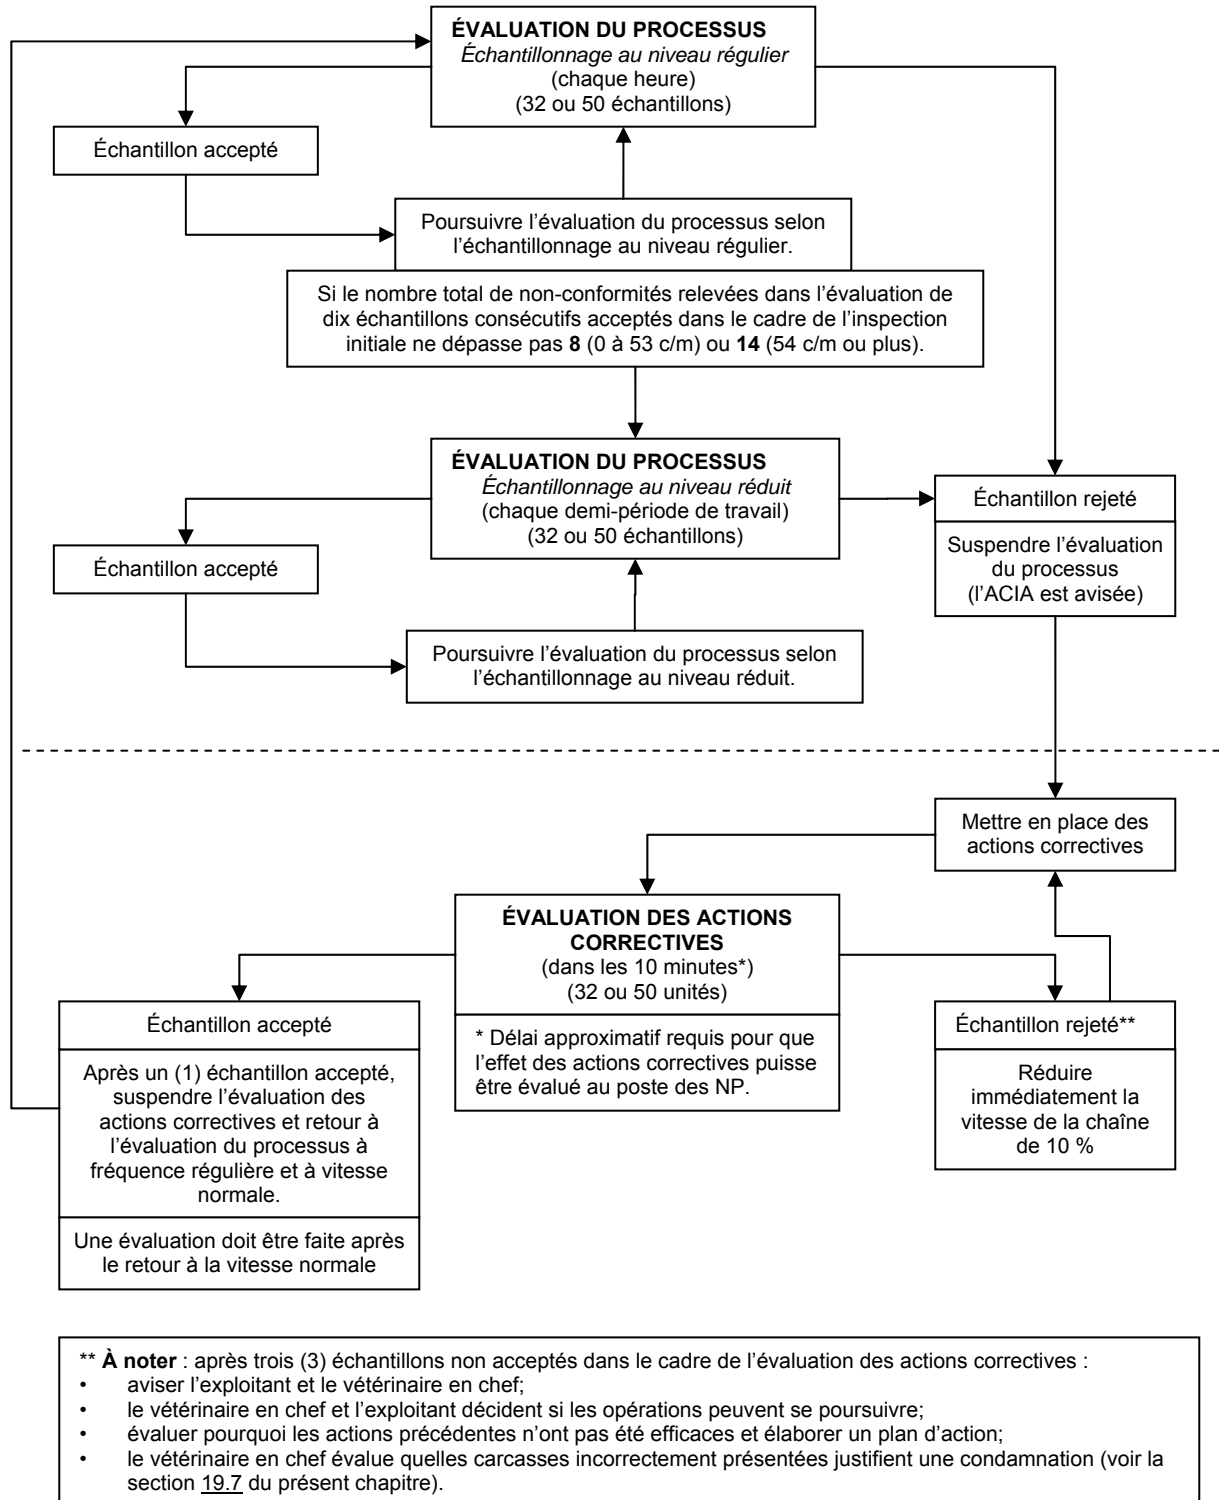 ÉVALUATION DU PROCESSUS
Échantillonnage au niveau régulier
(chaque heure)
(32 ou 50 échantillons)
Échantillon accepté
Poursuivre l’évaluation du processus selon
l’échantillonnage au niveau régulier.
Si le nombre total de non-conformités relevées dans l’évaluation de
dix échantillons consécutifs acceptés dans le cadre de l’inspection
initiale ne dépasse pas 8 (0 à 53 c/m) ou 14 (54 c/m ou plus).
ÉVALUATION DU PROCESSUS
Échantillonnage au niveau réduit
(chaque demi-période de travail)
(32 ou 50 échantillons)
Échantillon rejeté
Suspendre l’évaluation
du processus
(l’ACIA est avisée)
Échantillon accepté
Poursuivre l’évaluation du processus selon
l’échantillonnage au niveau réduit.
Mettre en place des
actions correctives
ÉVALUATION DES ACTIONS
CORRECTIVES
(dans les 10 minutes*)
(32 ou 50 unités)
* Délai approximatif requis pour que
l’effet des actions correctives puisse
être évalué au poste des NP.
Échantillon accepté
Après un (1) échantillon accepté,
suspendre l’évaluation des
actions correctives et retour à
l’évaluation du processus à
fréquence régulière et à vitesse
normale.
Une évaluation doit être faite après
le retour à la vitesse normale
Échantillon rejeté**
Réduire
immédiatement la
vitesse de la chaîne
de 10 %
** À noter : après trois (3) échantillons non acceptés dans le cadre de l’évaluation des actions correctives :
• aviser l’exploitant et le vétérinaire en chef;
• le vétérinaire en chef et l’exploitant décident si les opérations peuvent se poursuivre;
• évaluer pourquoi les actions précédentes n’ont pas été efficaces et élaborer un plan d’action;
• le vétérinaire en chef évalue quelles carcasses incorrectement présentées justifient une condamnation (voir la
section 19.7 du présent chapitre).